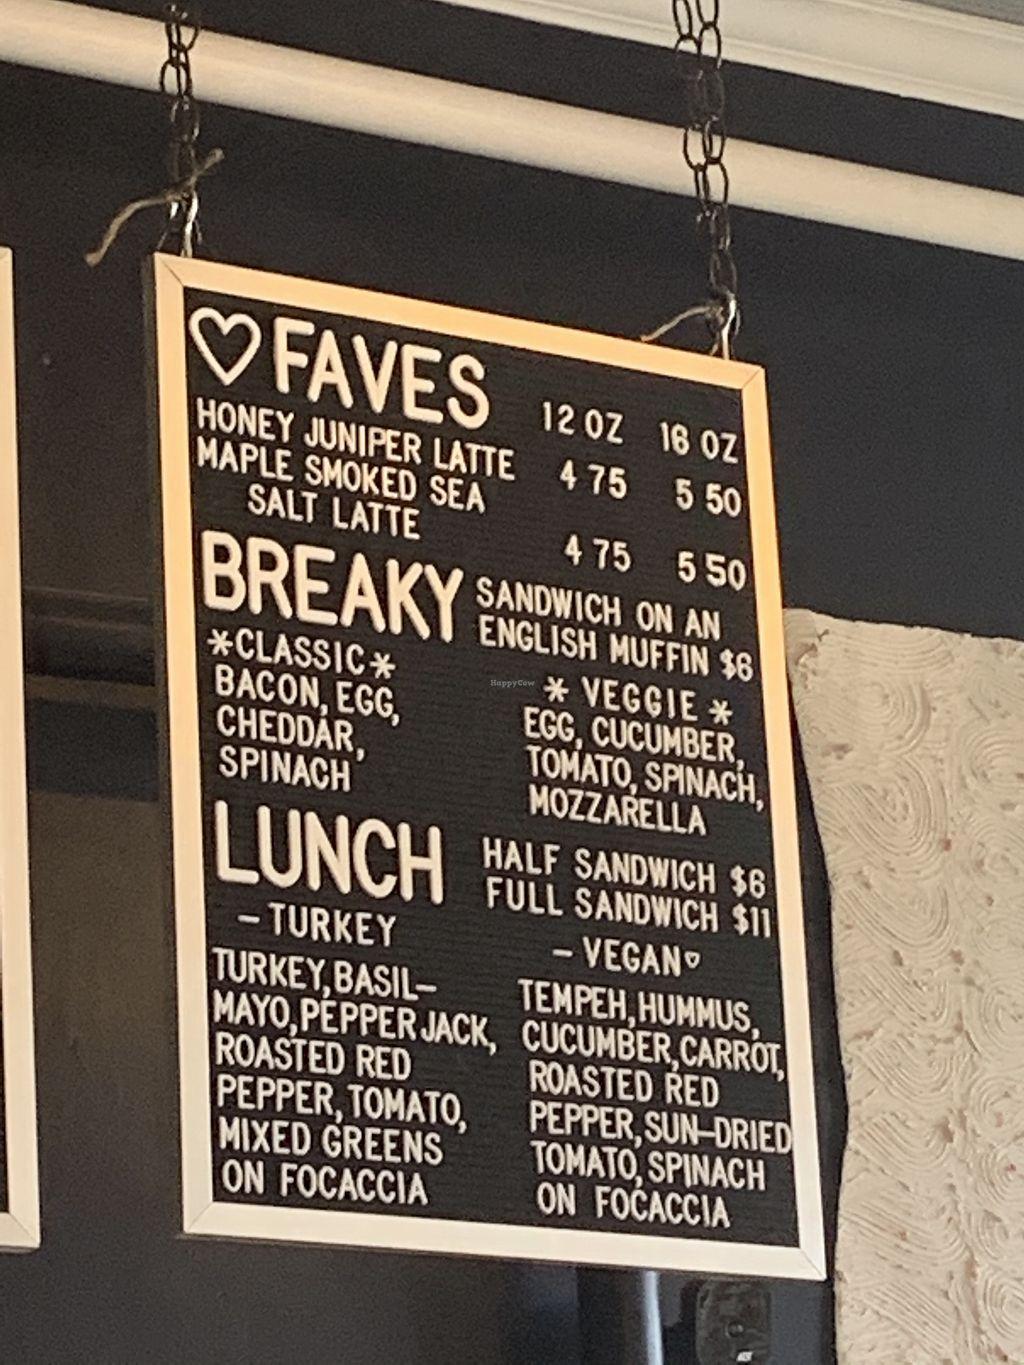 ♡ FAVES 12 OZ 16 OZ
HONEY JUNIPER LATTE 4 75 5 50
MAPLE SMOKED SEA
SALT LATTE 4 75 5 50
BREAKY
SANDWICH ON AN
ENGLISH MUFFIN $6
*CLASSIC*
BACON, EGG,
CHEDDAR,
SPINACH
HappyCow
* VEGGIE *
EGG, CUCUMBER,
TOMATO, SPINACH,
MOZZARELLA
LUNCH
HALF SANDWICH $6
FULL SANDWICH $11
- TURKEY
TURKEY, BASIL-
MAYO, PEPPER JACK,
ROASTED RED
PEPPER, TOMATO,
MIXED GREENS
ON FOCACCIA
- VEGAN♡
TEMPEH, HUMMUS,
CUCUMBER, CARROT,
ROASTED RED
PEPPER, SUN-DRIED
TOMATO, SPINACH
ON FOCACCIA